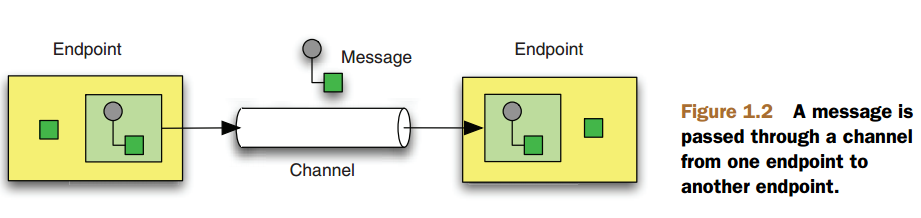 Endpoint
Message
Endpoint
Channel
Figure 1.2 A message is
passed through a channel
from one endpoint to
another endpoint.